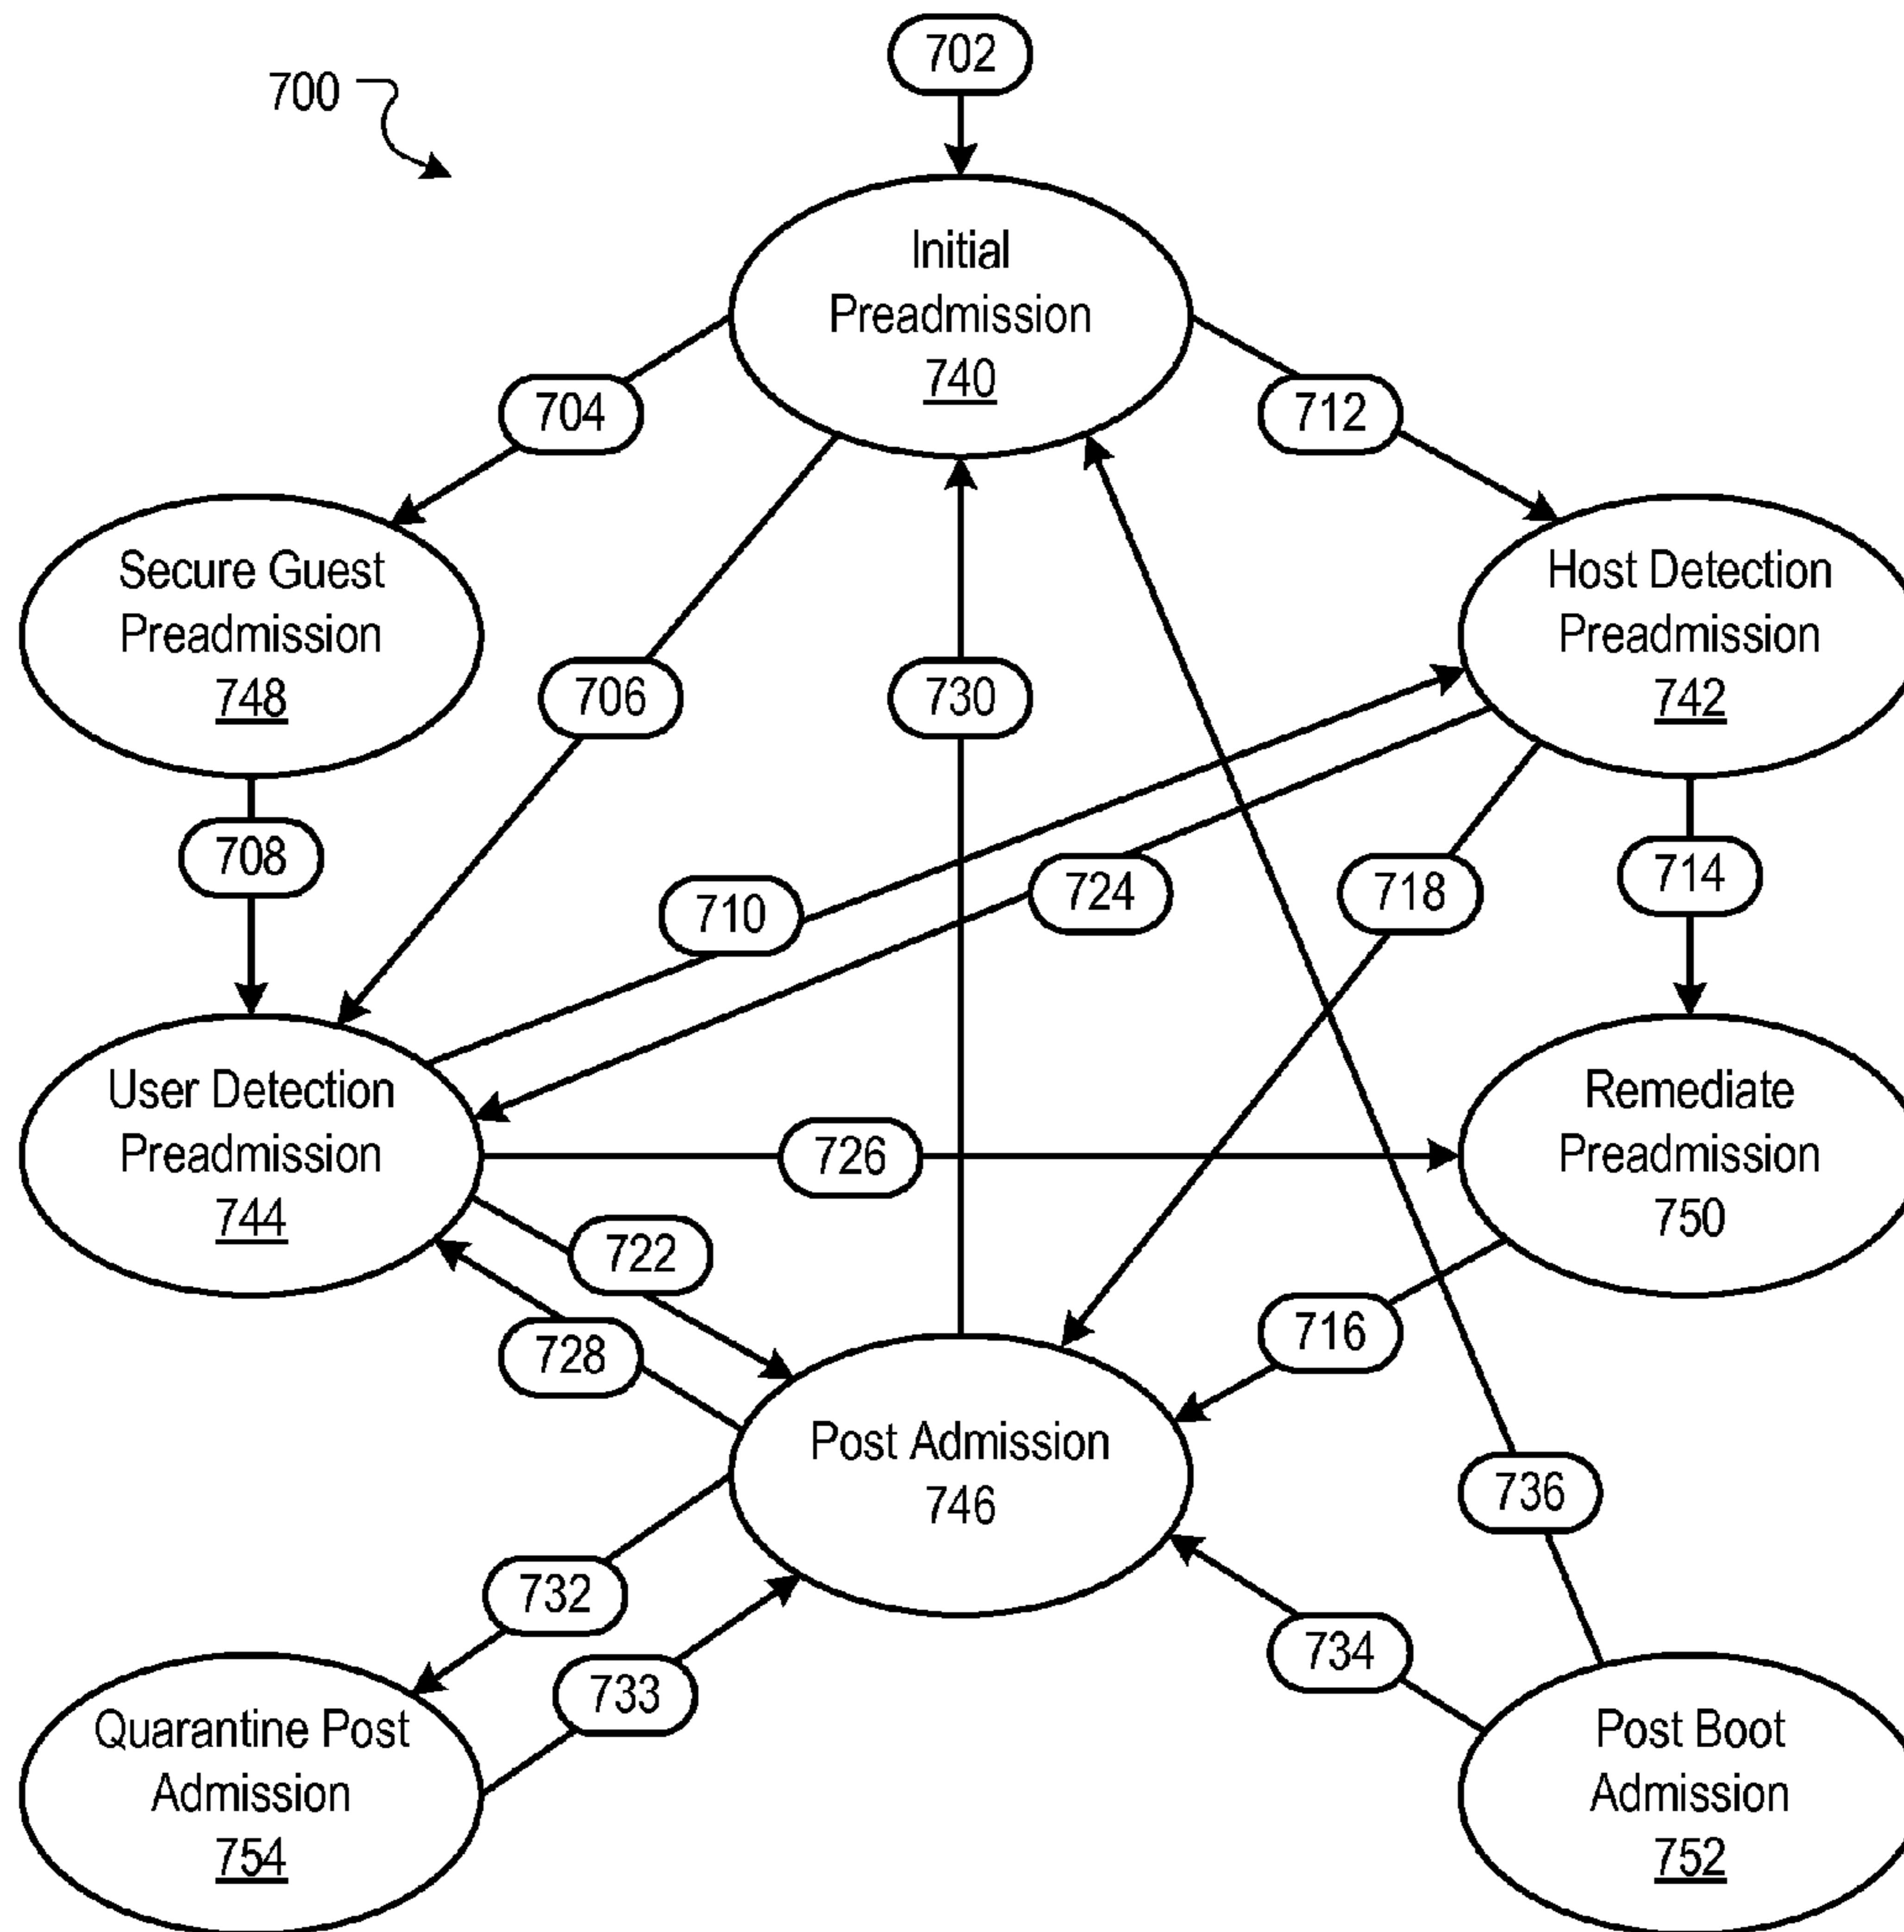 702
700
Initial
Preadmission
740
704
712
Secure Guest
Preadmission
748
Host Detection
Preadmission
742
706
730
708
710
724
718
714
User Detection
Preadmission
744
Remediate
Preadmission
750
726
722
728
716
Post Admission
746
736
732
733
734
Quarantine Post
Admission
754
Post Boot
Admission
752